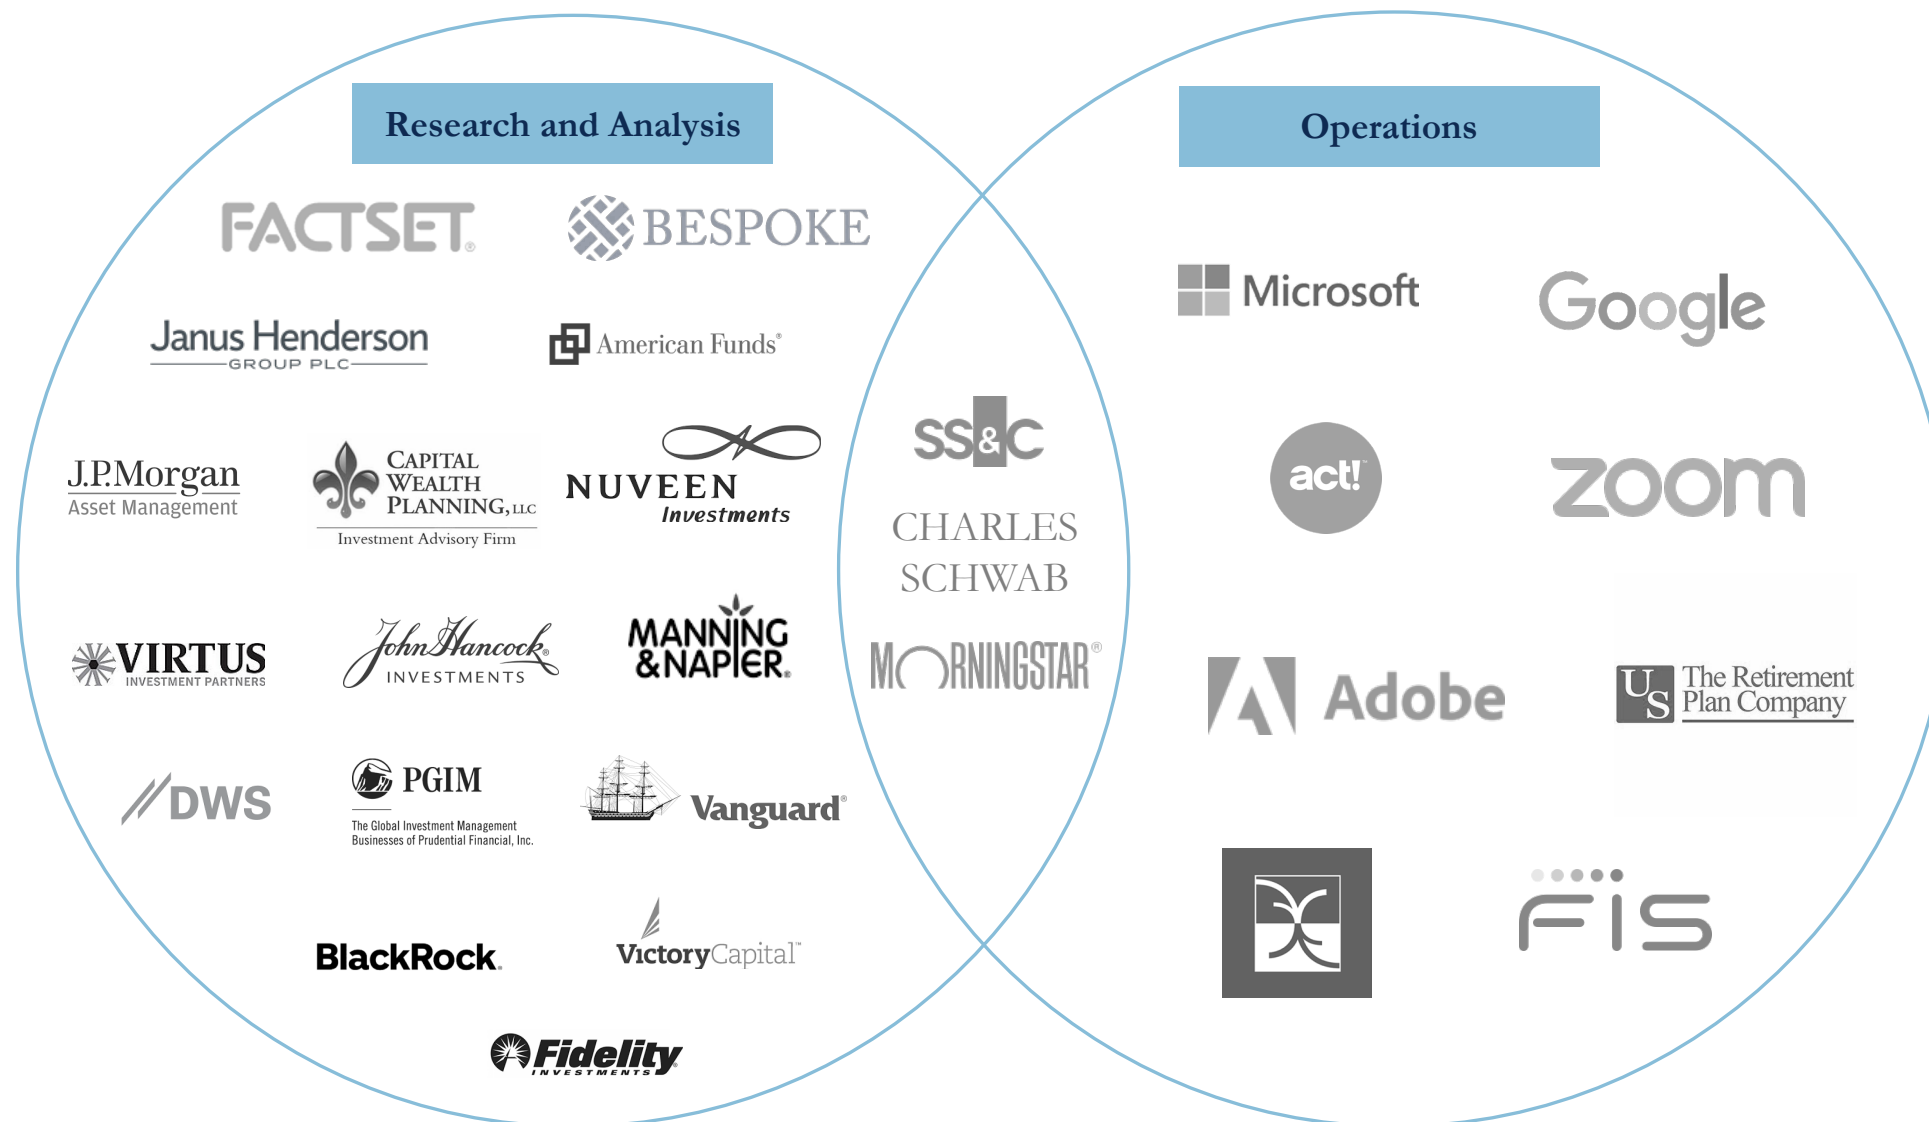 Research and Analysis
Operations
FACTSET®
BESPOKE
Janus Henderson
GROUP PLC
American Funds®
J.P.Morgan
Asset Management
CAPITAL
WEALTH
PLANNING, LLC
Investment Advisory Firm
NUVEEN
Investments
VIRTUS
INVESTMENT PARTNERS
John Hancock®
INVESTMENTS
MANNING
&NAPIER®
DWS
PGIM
The Global Investment Management
Businesses of Prudential Financial, Inc.
Vanguard®
BlackRock®
VictoryCapital™
Fidelity®
INVESTMENTS
SS&C
CHARLES
SCHWAB
MORNINGSTAR®
Microsoft
Google
act!™
zoom
Adobe
US
The Retirement
Plan Company
FIS